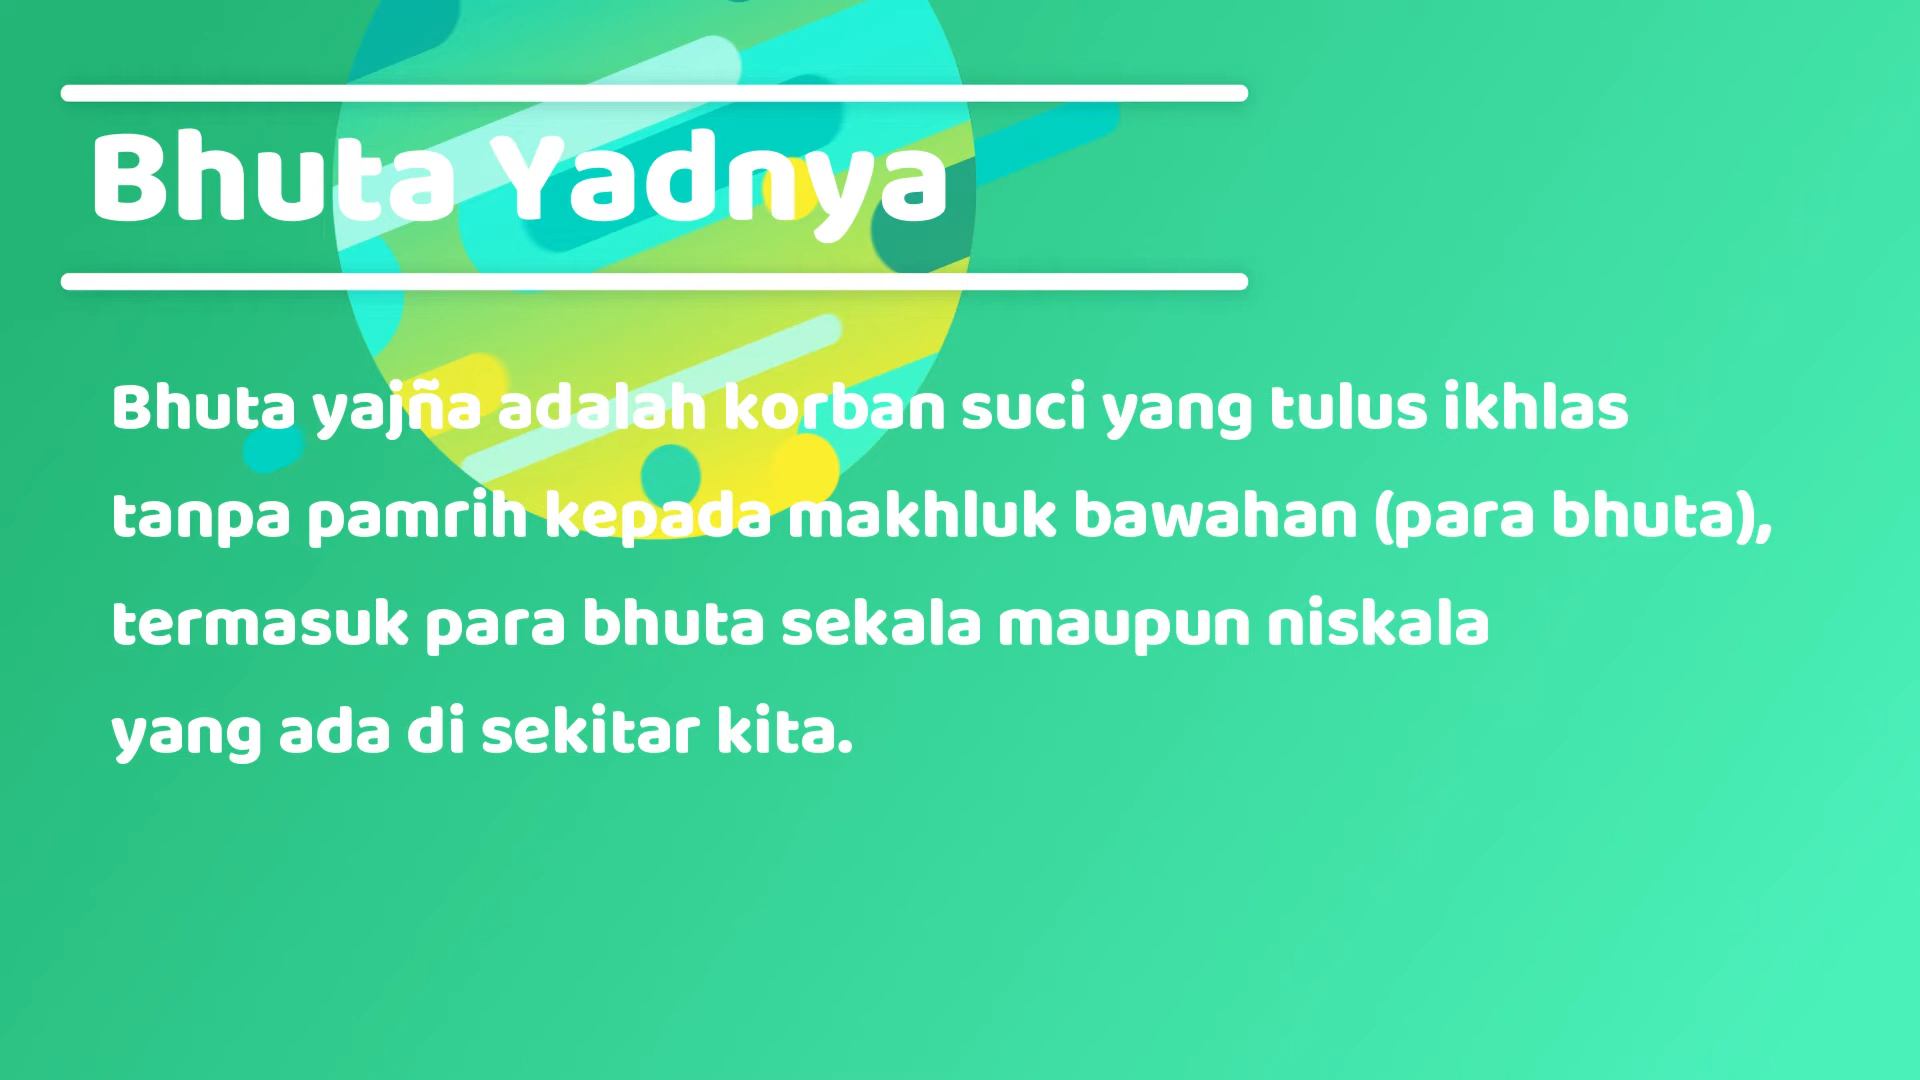 Bhuta Yadnya
Bhuta yajña adalah korban suci yang tulus ikhlas
tanpa pamrih kepada makhluk bawahan (para bhuta),
termasuk para bhuta sekala maupun niskala
yang ada di sekitar kita.